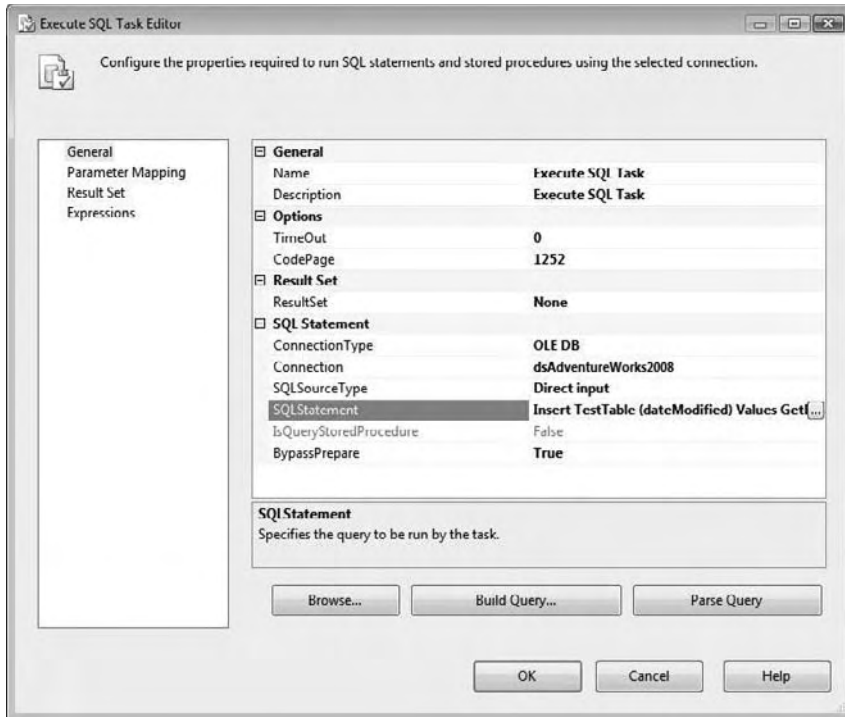 Execute SQL Task Editor
Configure the properties required to run SQL statements and stored procedures using the selected connection.
General
Parameter Mapping
Result Set
Expressions
General
Name Execute SQL Task
Description Execute SQL Task
Options
TimeOut 0
CodePage 1252
Result Set
ResultSet None
SQL Statement
ConnectionType OLE DB
Connection dsAdventureWorks2008
SQLSourceType Direct input
SQLStatement Insert TestTable (dateModified) Values Get ...
IsQueryStoredProcedure False
BypassPrepare True
SQLStatement
Specifies the query to be run by the task.
Browse... Build Query... Parse Query
OK Cancel Help